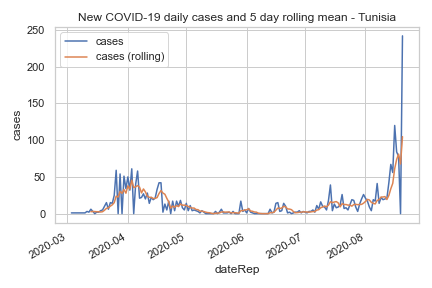 New COVID-19 daily cases and 5 day rolling mean - Tunisia
cases
cases (rolling)
250
200
150
100
50
0
cases
2020-03
2020-04
2020-05
2020-06
2020-07
2020-08
dateRep